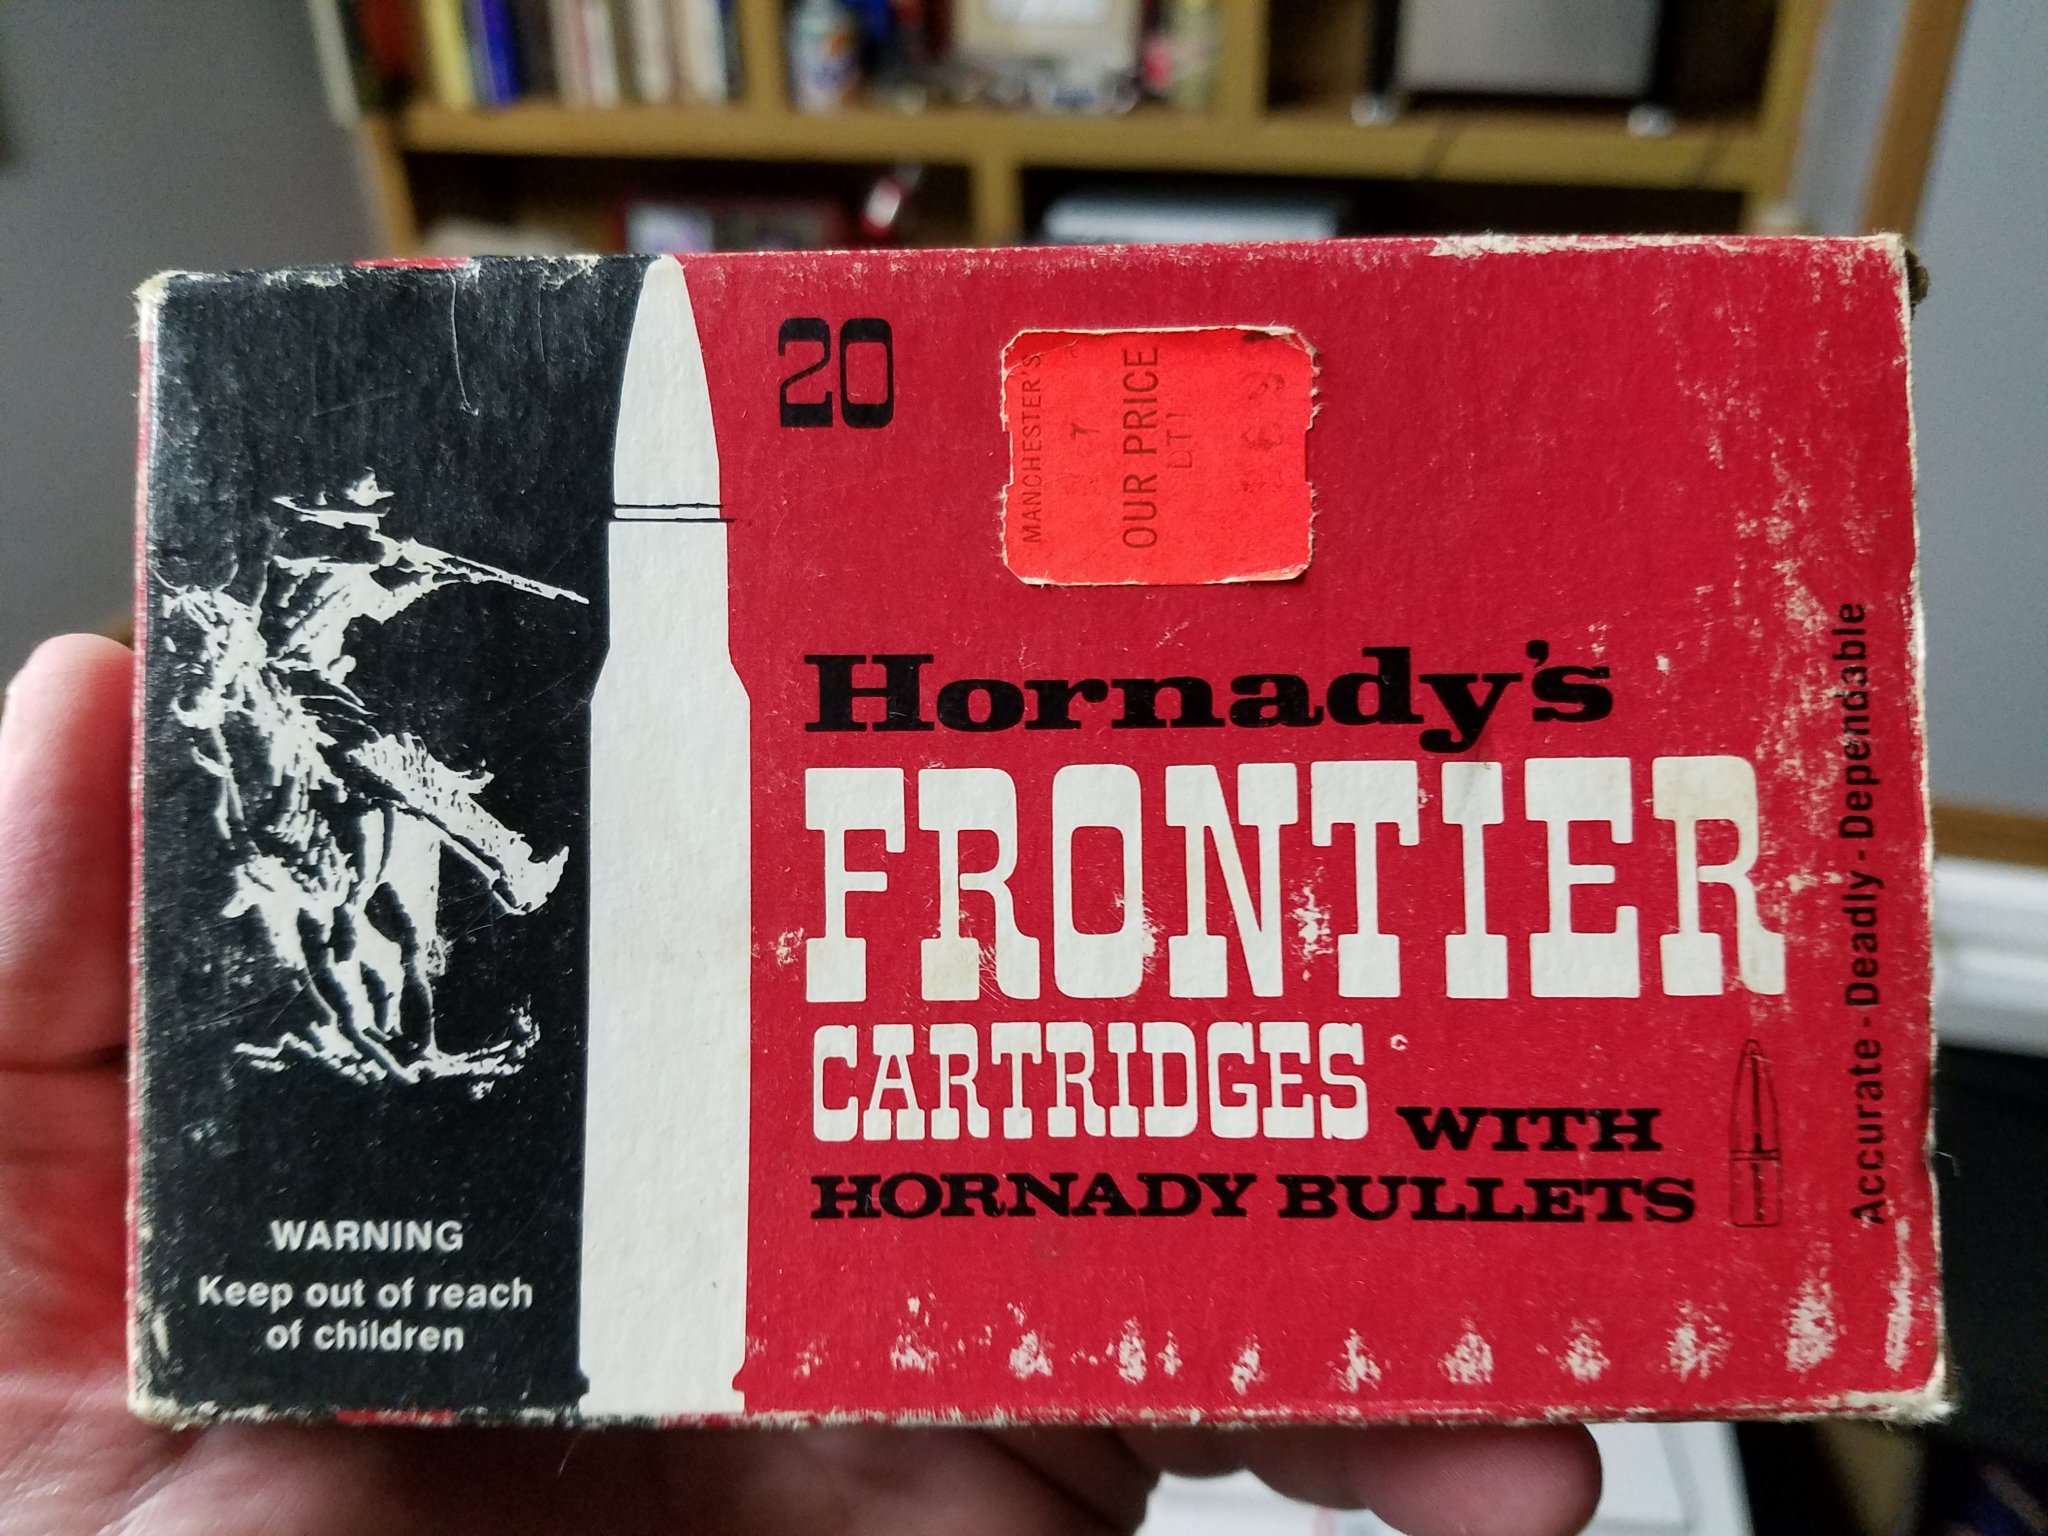 20
MANCHESTER'S
7
OUR PRICE
Hornady's
FRONTIER
CARTRIDGES
WITH
HORNADY BULLETS
Accurate - Deadly - Dependable
WARNING
Keep out of reach
of children